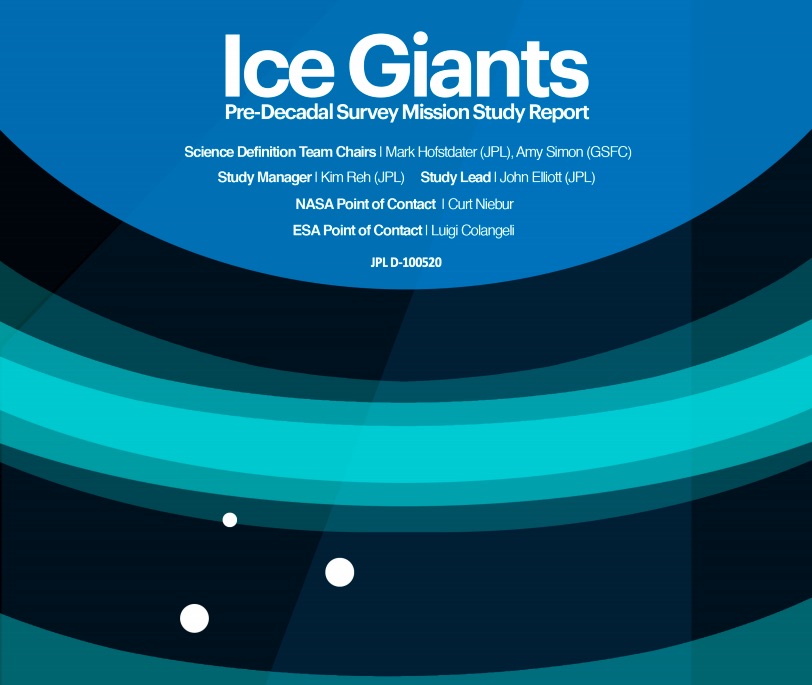 Ice Giants
Pre-Decadal Survey Mission Study Report
Science Definition Team Chairs | Mark Hofstdater (JPL), Amy Simon (GSFC)
Study Manager | Kim Reh (JPL) Study Lead | John Elliott (JPL)
NASA Point of Contact | Curt Niebur
ESA Point of Contact | Luigi Colangeli
JPL D-100520